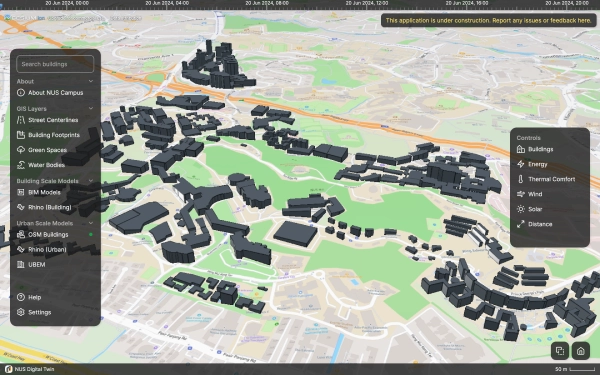 20 Jun 2024, 00:00
20 Jun 2024, 04:00
20 Jun 2024, 08:00
20 Jun 2024, 12:00
20 Jun 2024, 16:00
20 Jun 2024, 20:00
This application is under construction. Report any issues or feedback here.
Search buildings
About
About NUS Campus
GIS Layers
Street Centerlines
Building Footprints
Green Spaces
Water Bodies
Building Scale Models
BIM Models
Rhino (Building)
Urban Scale Models
OSM Buildings
Rhino (Urban)
UBEM
Help
Settings
Controls
Buildings
Energy
Thermal Comfort
Wind
Solar
Distance
NUS Digital Twin
50 m